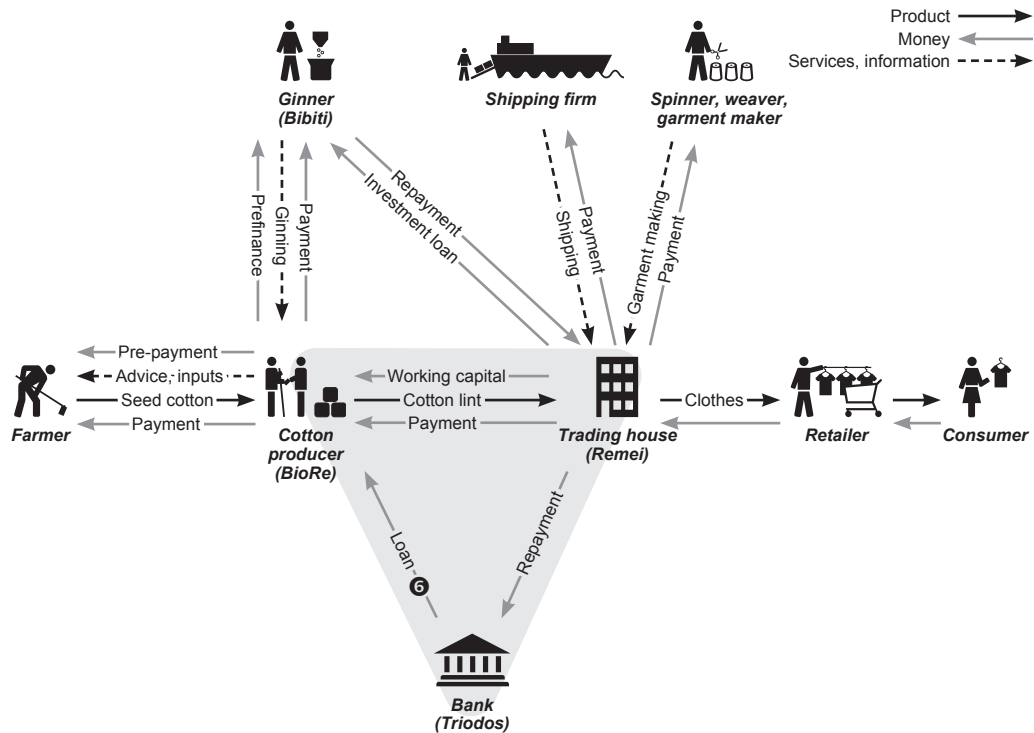 Product
Money
Services, information
Ginner
(Bibiti)
Shipping firm
Spinner, weaver,
garment maker
Prefinance
Ginning
Payment
Repayment
Investment loan
Shipping
Payment
Garment making
Payment
Pre-payment
Advice, inputs
Seed cotton
Payment
Working capital
Cotton lint
Payment
Clothes
Farmer
Cotton
producer
(BioRe)
Trading house
(Remei)
Retailer
Consumer
Loan
6
Repayment
Bank
(Triodos)